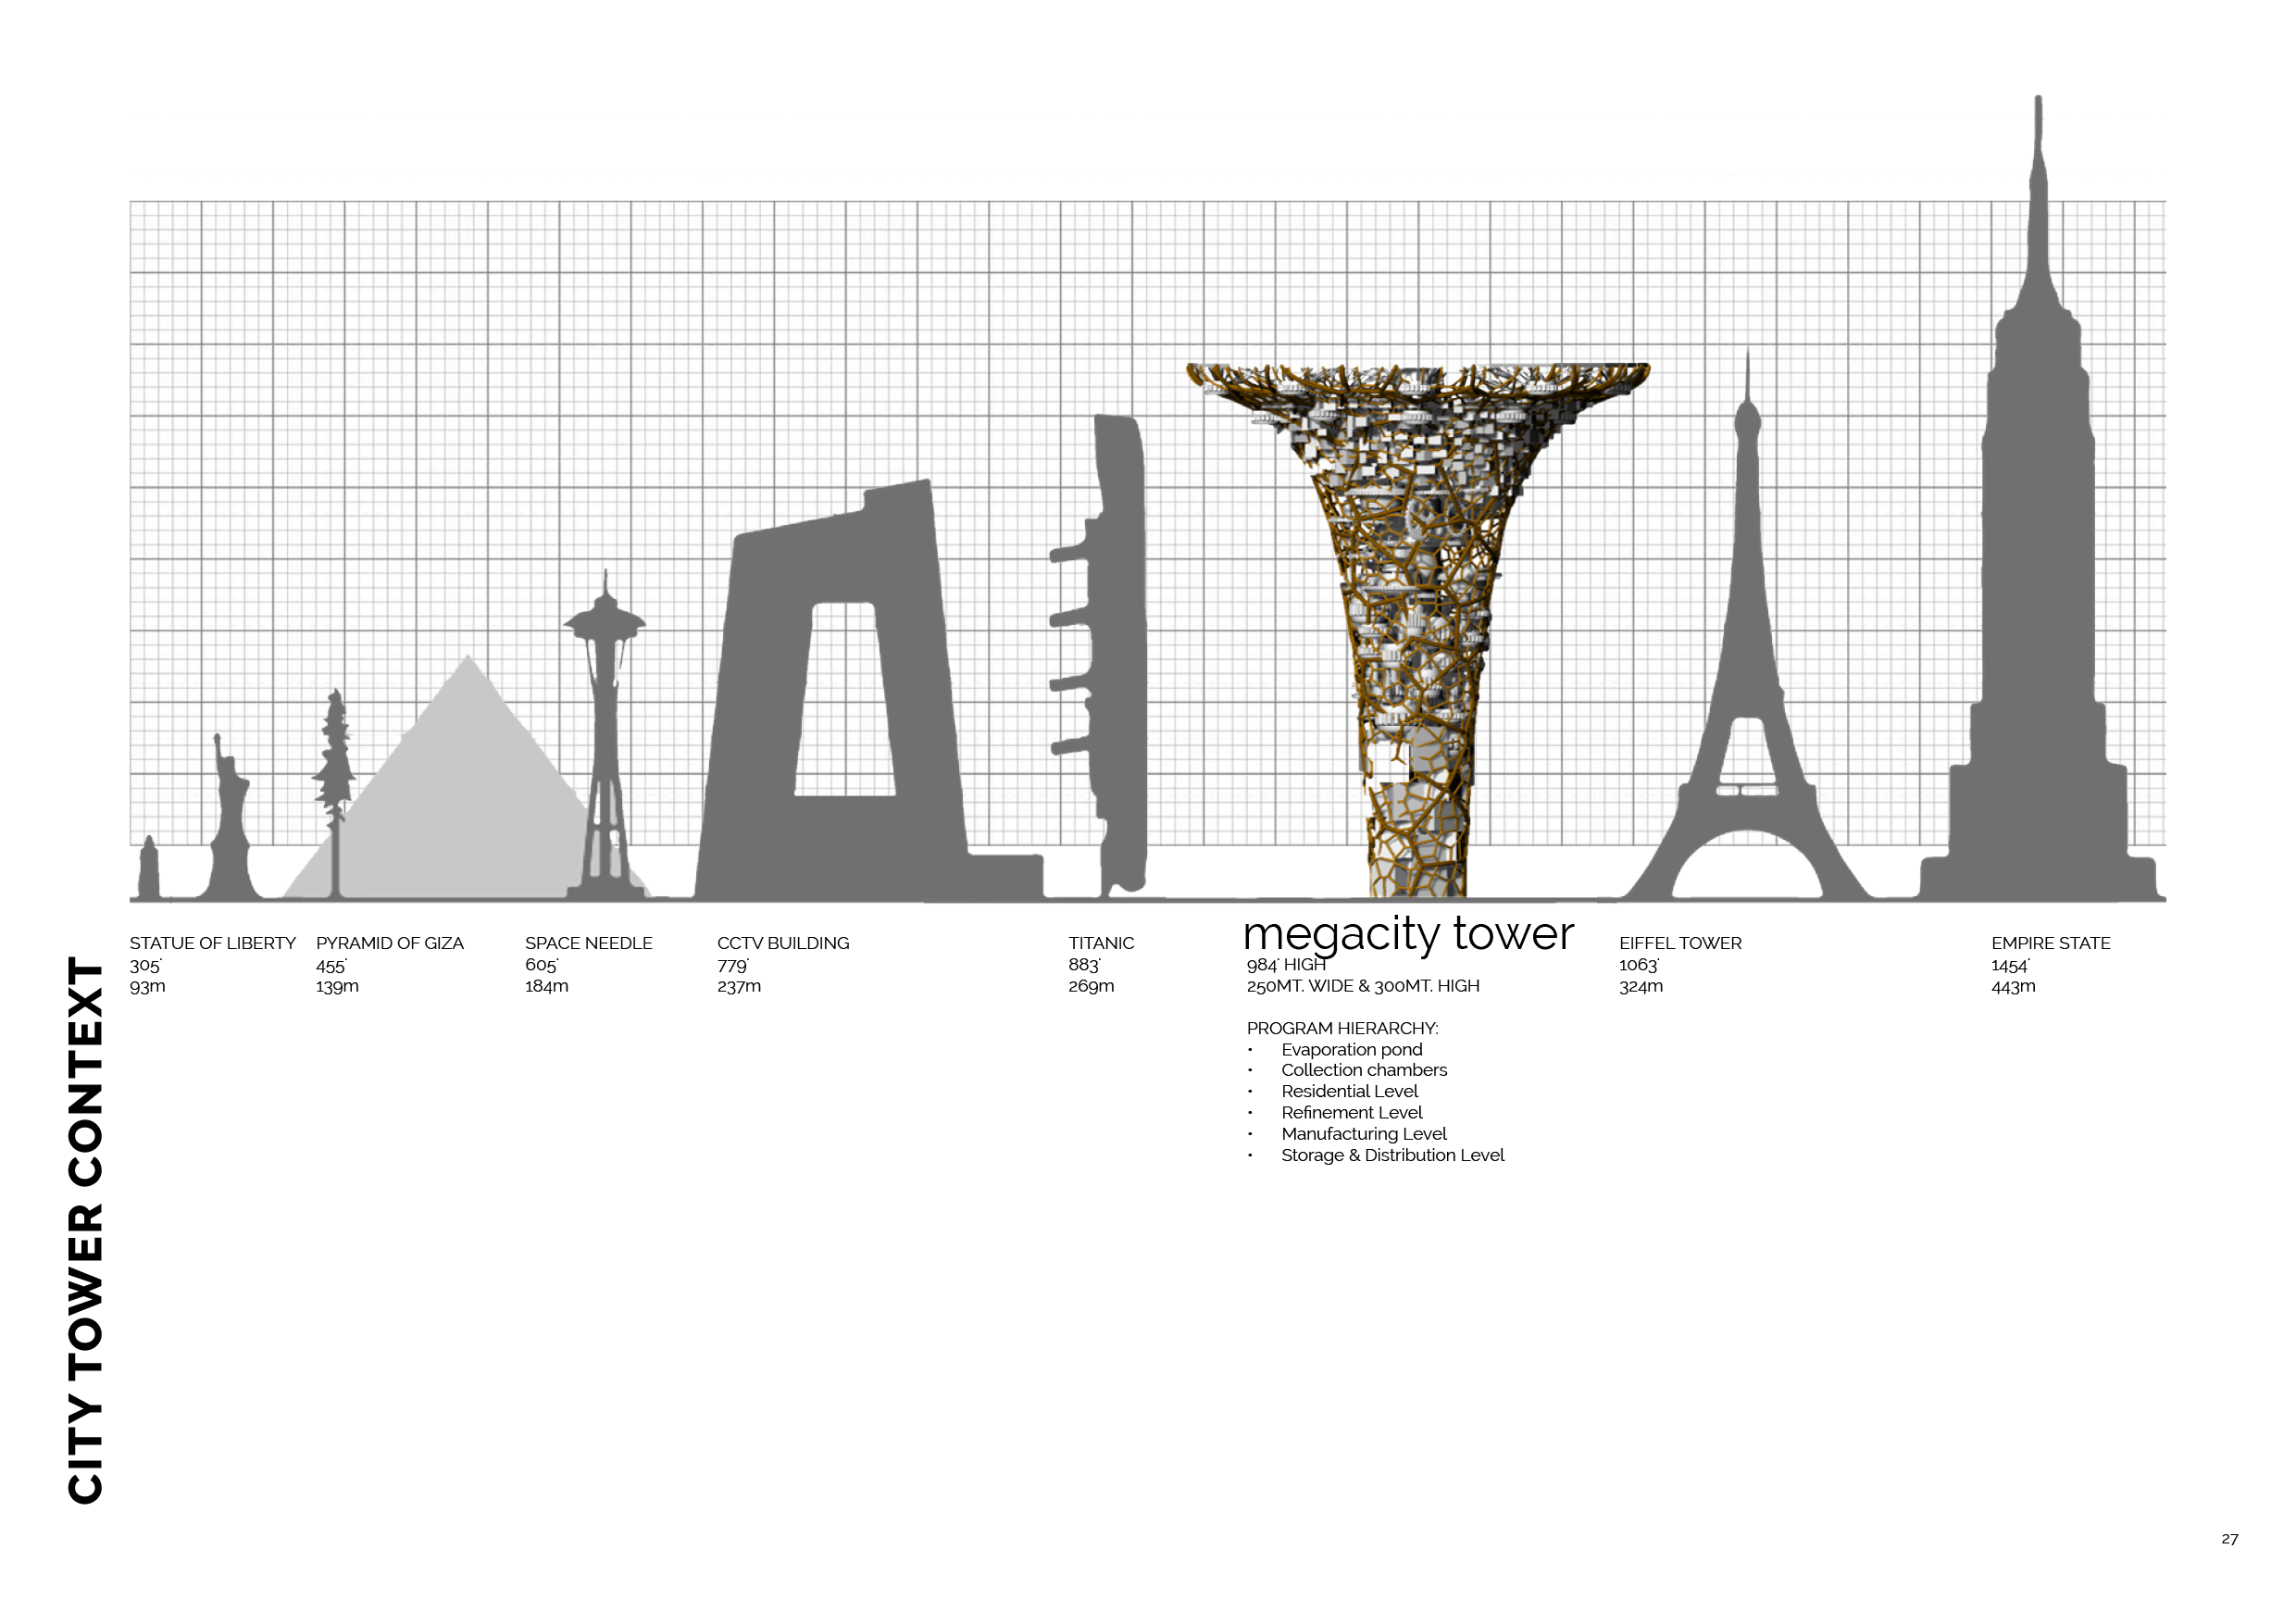 CITY TOWER CONTEXT
STATUE OF LIBERTY
305'
93m
PYRAMID OF GIZA
455'
139m
SPACE NEEDLE
605'
184m
CCTV BUILDING
779'
237m
TITANIC
883'
269m
megacity tower
984' HIGH
250MT. WIDE & 300MT. HIGH
PROGRAM HIERARCHY:
• Evaporation pond
• Collection chambers
• Residential Level
• Refinement Level
• Manufacturing Level
• Storage & Distribution Level
EIFFEL TOWER
1063'
324m
EMPIRE STATE
1454'
443m
27